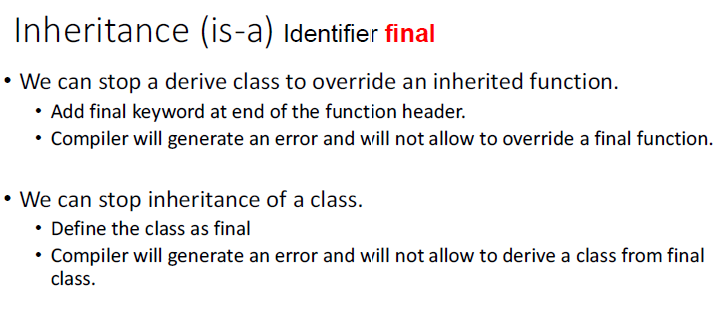 Inheritance (is-a) Identifier final
• We can stop a derive class to override an inherited function.
• Add final keyword at end of the function header.
• Compiler will generate an error and will not allow to override a final function.
• We can stop inheritance of a class.
• Define the class as final
• Compiler will generate an error and will not allow to derive a class from final
class.